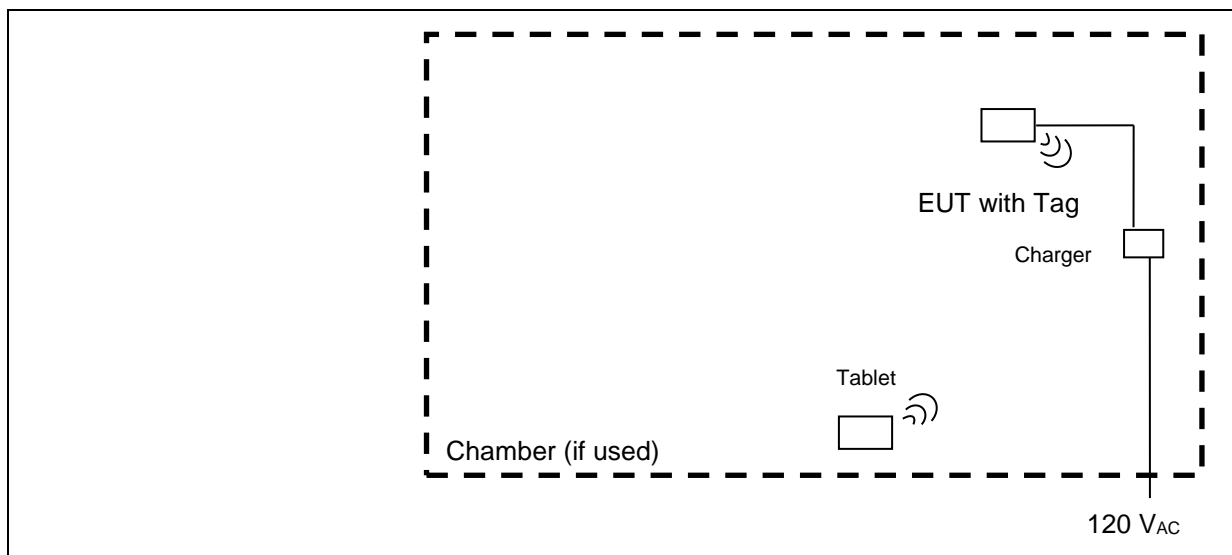 EUT with Tag
Charger
Tablet
Chamber (if used)
120 VAC